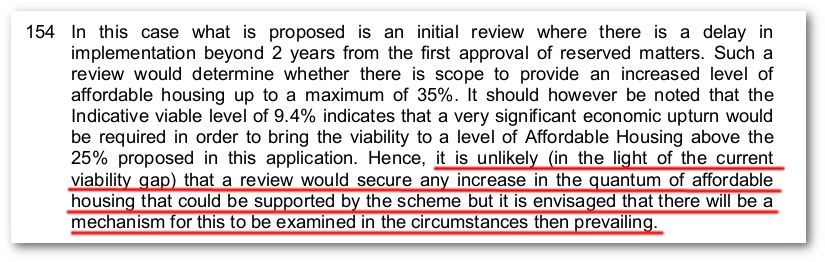 154 In this case what is proposed is an initial review where there is a delay in
implementation beyond 2 years from the first approval of reserved matters. Such a
review would determine whether there is scope to provide an increased level of
affordable housing up to a maximum of 35%. It should however be noted that the
Indicative viable level of 9.4% indicates that a very significant economic upturn would
be required in order to bring the viability to a level of Affordable Housing above the
25% proposed in this application. Hence, it is unlikely (in the light of the current
viability gap) that a review would secure any increase in the quantum of affordable
housing that could be supported by the scheme but it is envisaged that there will be a
mechanism for this to be examined in the circumstances then prevailing.